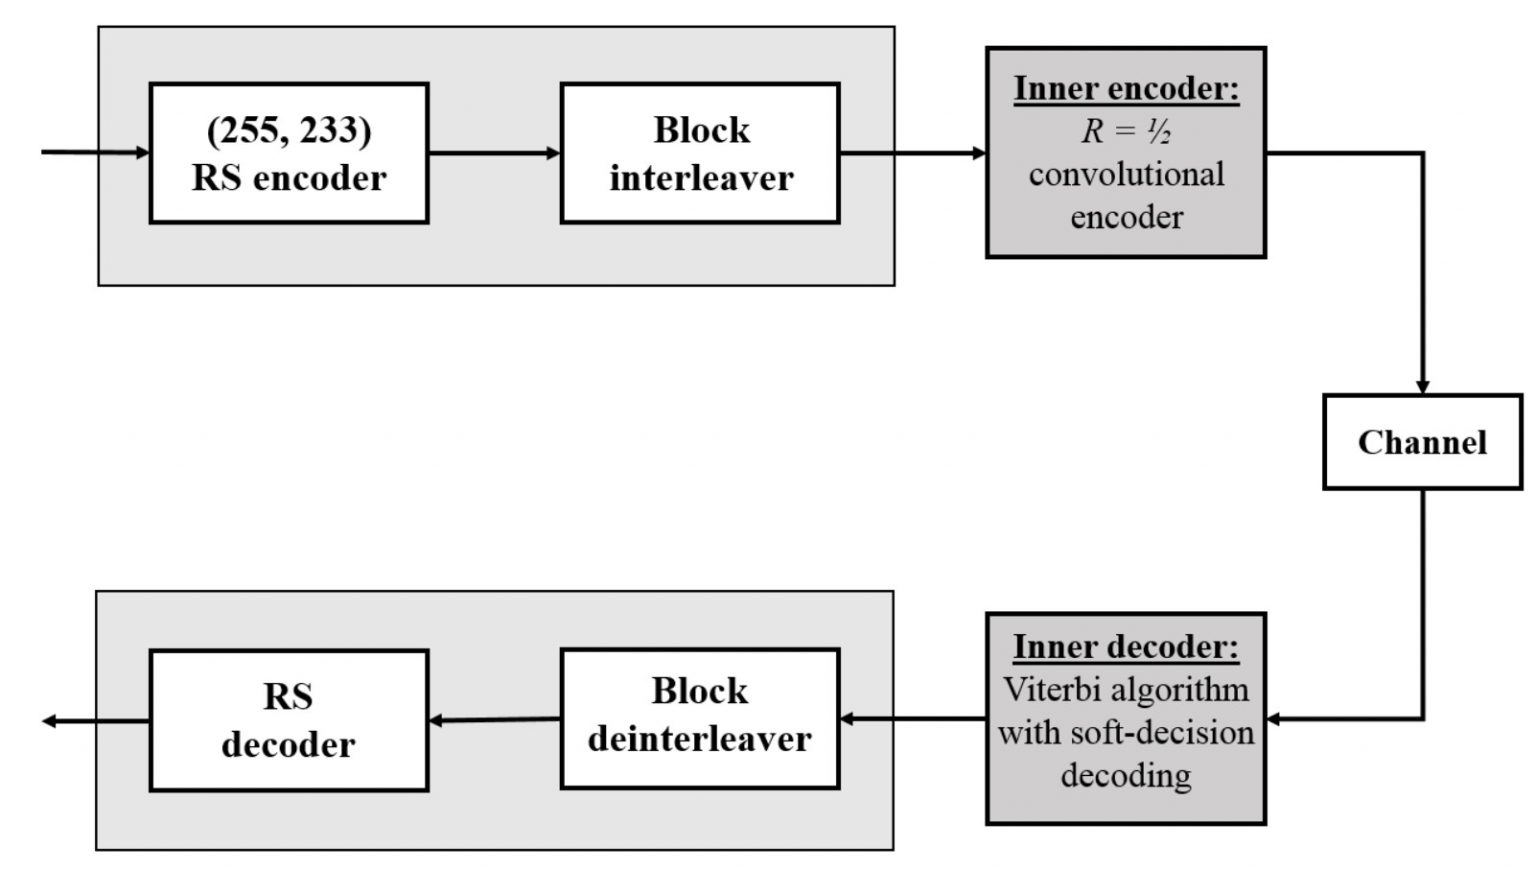 (255, 233)
RS encoder
Block
interleaver
Inner encoder:
R = ½
convolutional
encoder
Channel
RS
decoder
Block
deinterleaver
Inner decoder:
Viterbi algorithm
with soft-decision
decoding